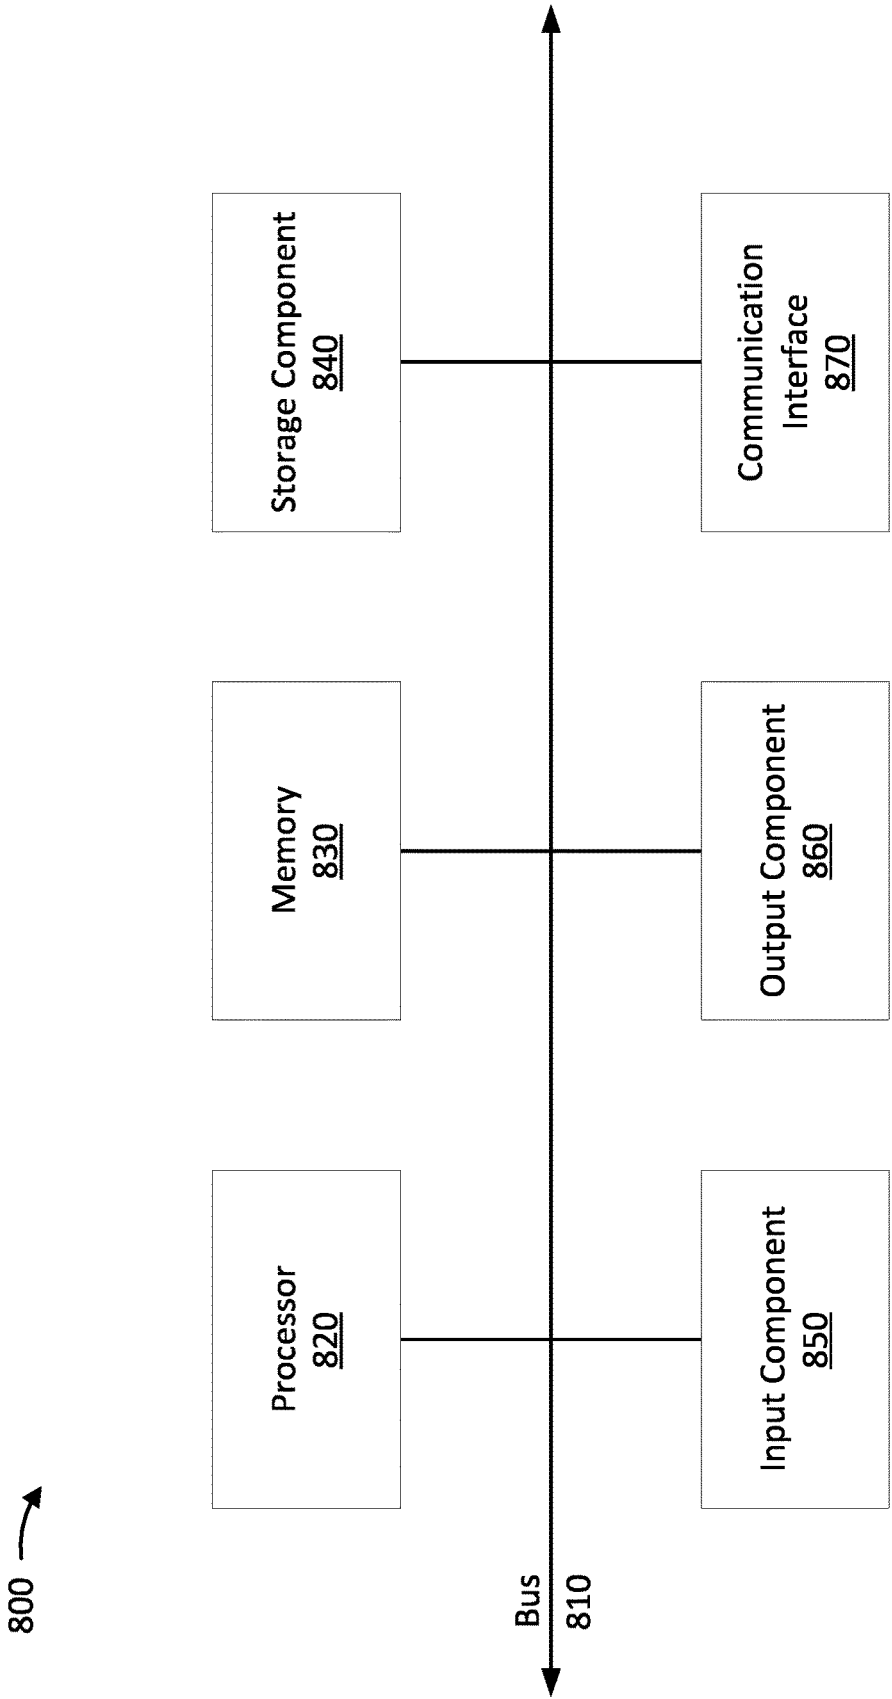 800
Processor
820
Memory
830
Storage Component
840
Bus
810
Input Component
850
Output Component
860
Communication
Interface
870